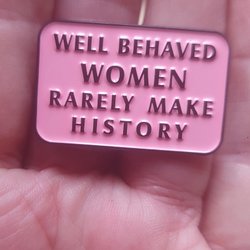 WELL BEHAVED
WOMEN
RARELY MAKE
HISTORY